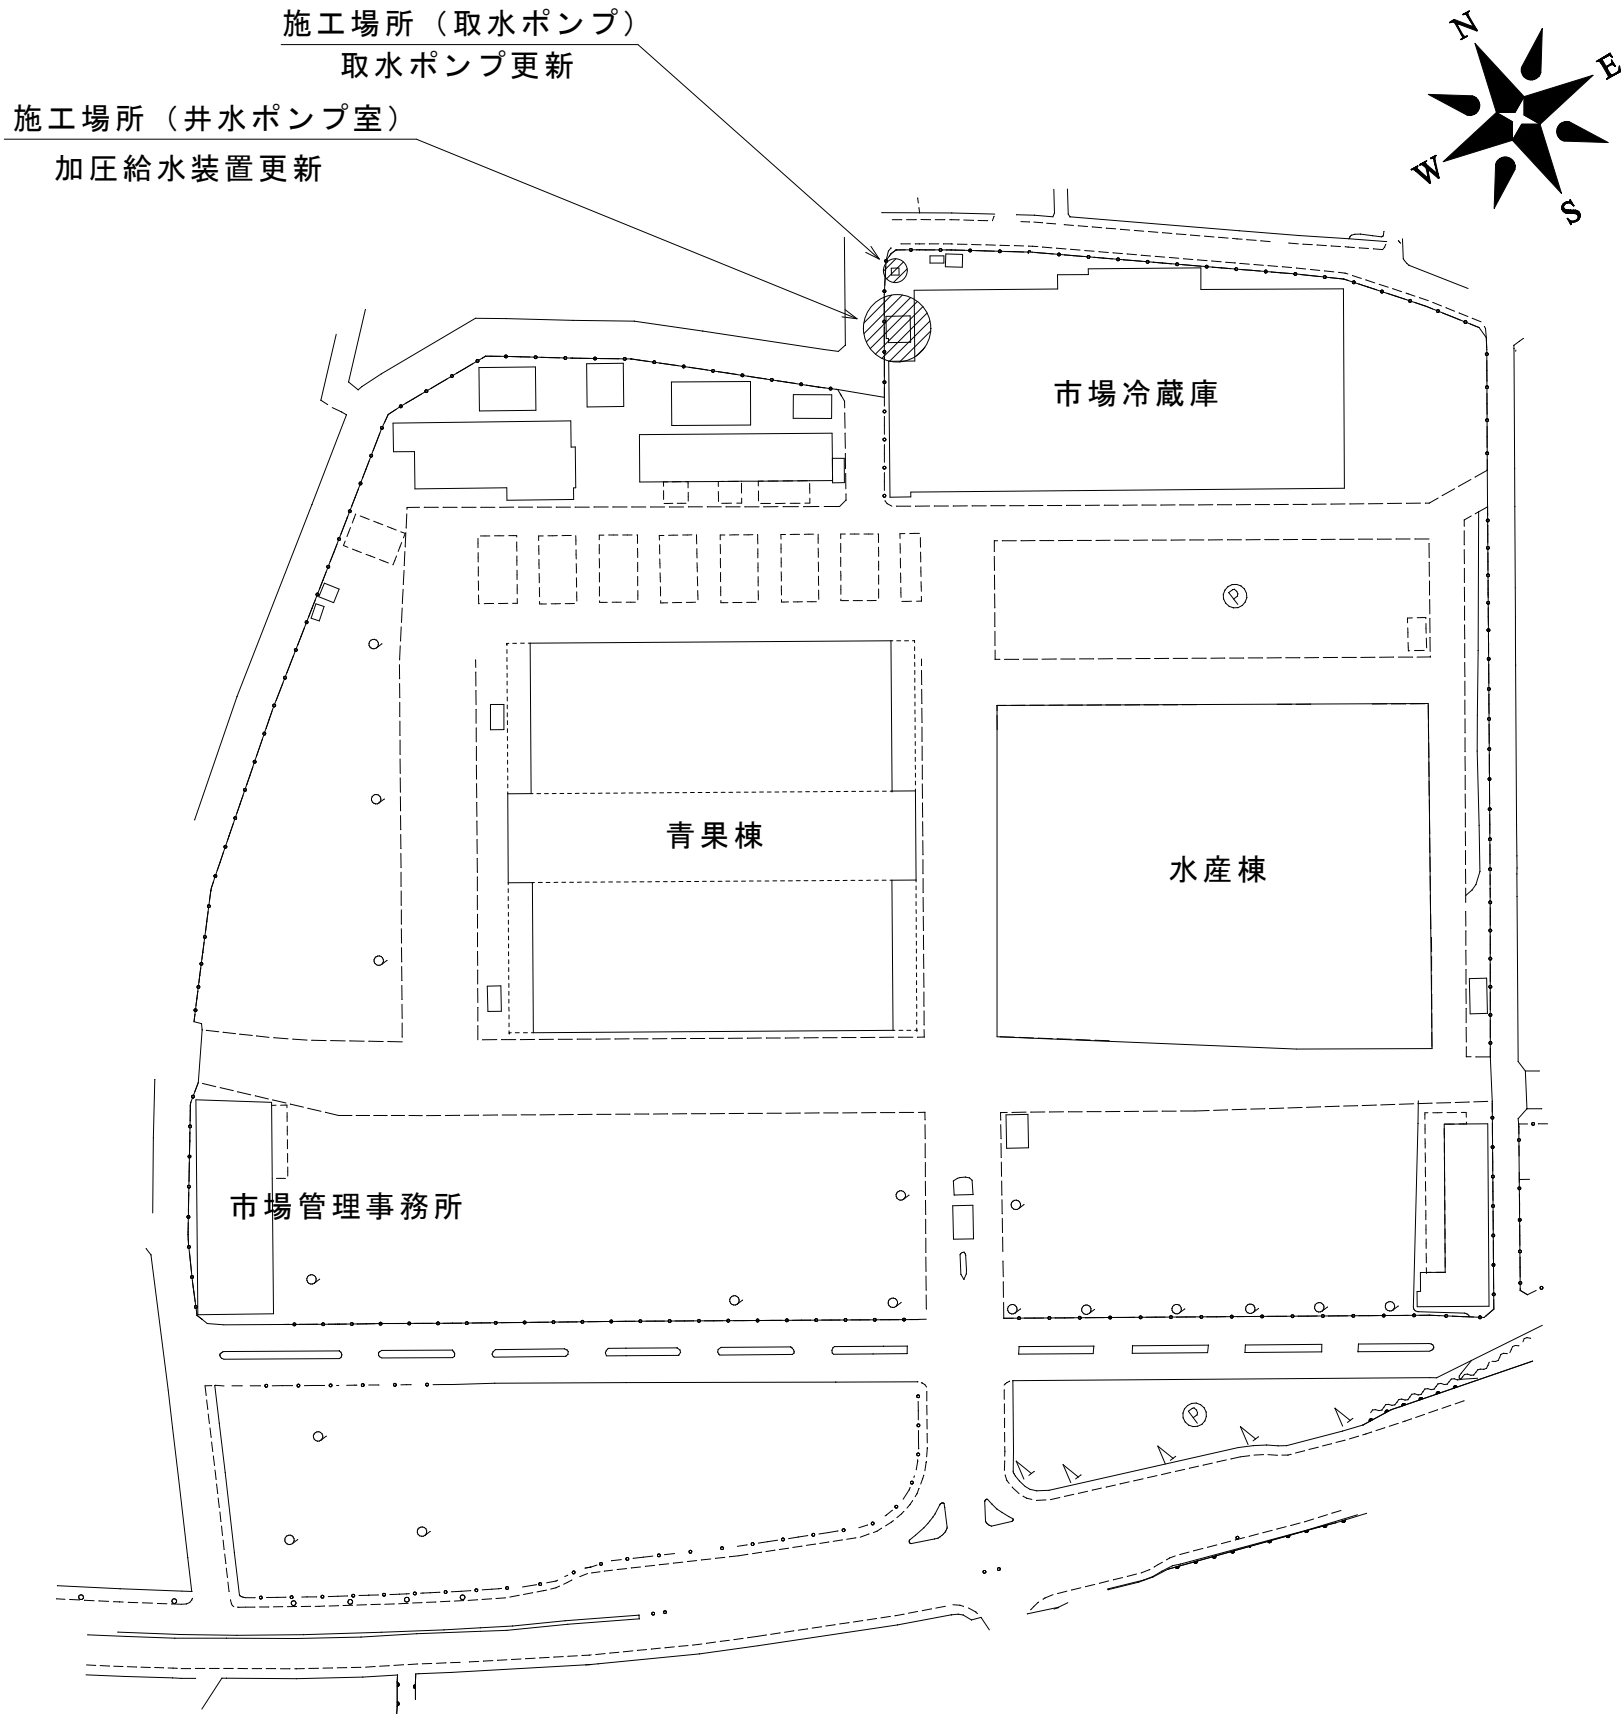 施工場所（取水ポンプ）
取水ポンプ更新
施工場所（井水ポンプ室）
加圧給水装置更新
N
E
W
S
市場冷蔵庫
P
青果棟
水産棟
市場管理事務所
P